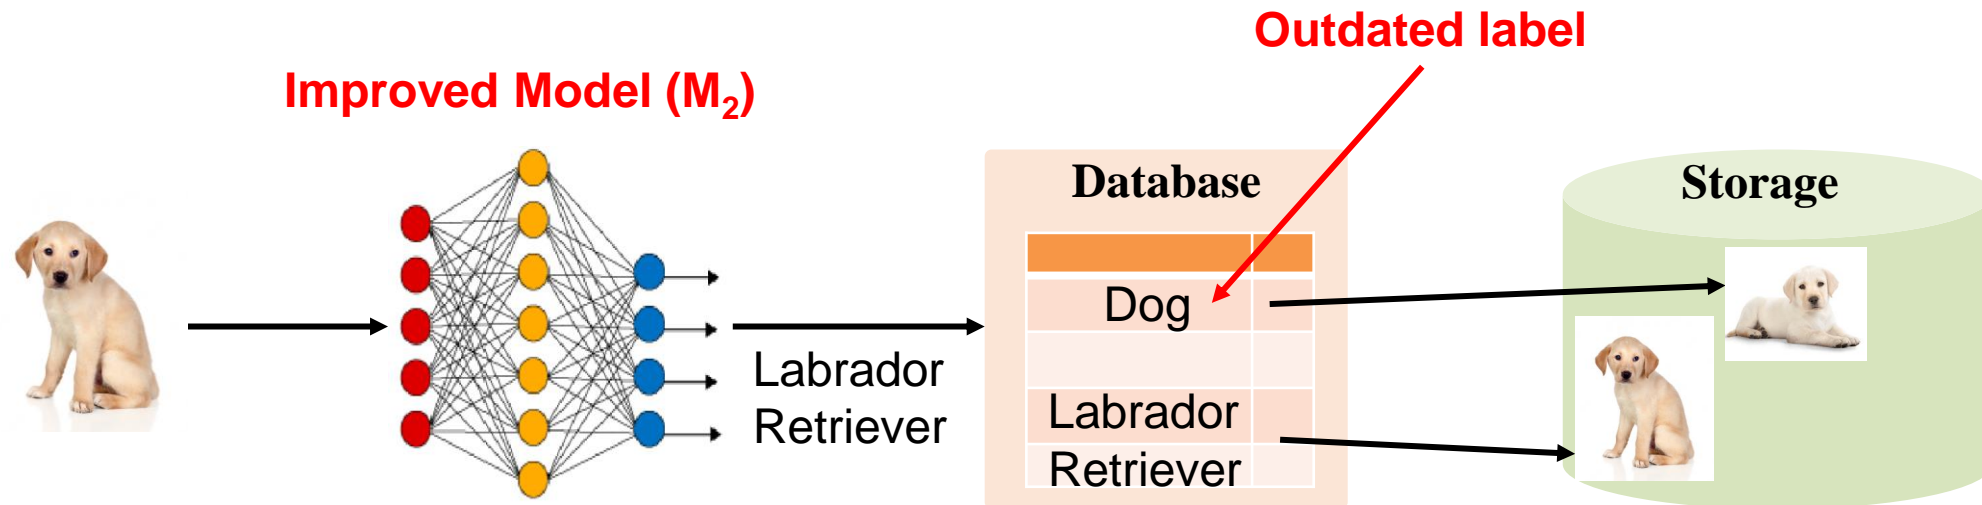 Outdated label
Improved Model (M₂)
Database
Storage
Dog
Labrador
Retriever
Labrador
Retriever